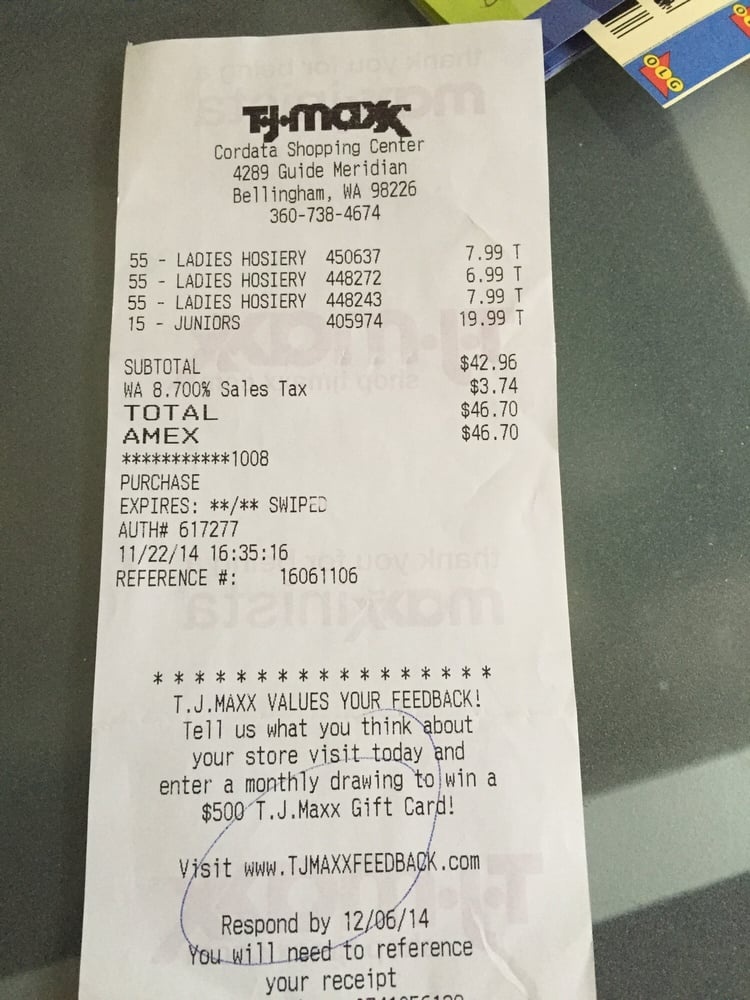 T·J·maxx
Cordata Shopping Center
4289 Guide Meridian
Bellingham, WA 98226
360-738-4674
55 - LADIES HOSIERY 450637 7.99 T
55 - LADIES HOSIERY 448272 6.99 T
55 - LADIES HOSIERY 448243 7.99 T
15 - JUNIORS 405974 19.99 T
SUBTOTAL $42.96
WA 8.700% Sales Tax $3.74
TOTAL $46.70
AMEX $46.70
***********1008
PURCHASE
EXPIRES: **/** SWIPED
AUTH# 617277
11/22/14 16:35:16
REFERENCE #: 16061106
* * * * * * * * * * * * * * * * *
T.J.MAXX VALUES YOUR FEEDBACK!
Tell us what you think about
your store visit today and
enter a monthly drawing to win a
$500 T.J.Maxx Gift Card!
Visit www.TJMAXXFEEDBACK.com
Respond by 12/06/14
You will need to reference
your receipt
OLG